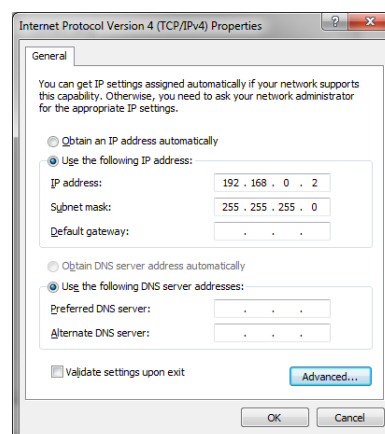 Internet Protocol Version 4 (TCP/IPv4) Properties
General
You can get IP settings assigned automatically if your network supports
this capability. Otherwise, you need to ask your network administrator
for the appropriate IP settings.
Obtain an IP address automatically
Use the following IP address:
IP address: 192 . 168 . 0 . 2
Subnet mask: 255 . 255 . 255 . 0
Default gateway: . . .
Obtain DNS server address automatically
Use the following DNS server addresses:
Preferred DNS server: . . .
Alternate DNS server: . . .
Validate settings upon exit
Advanced...
OK Cancel